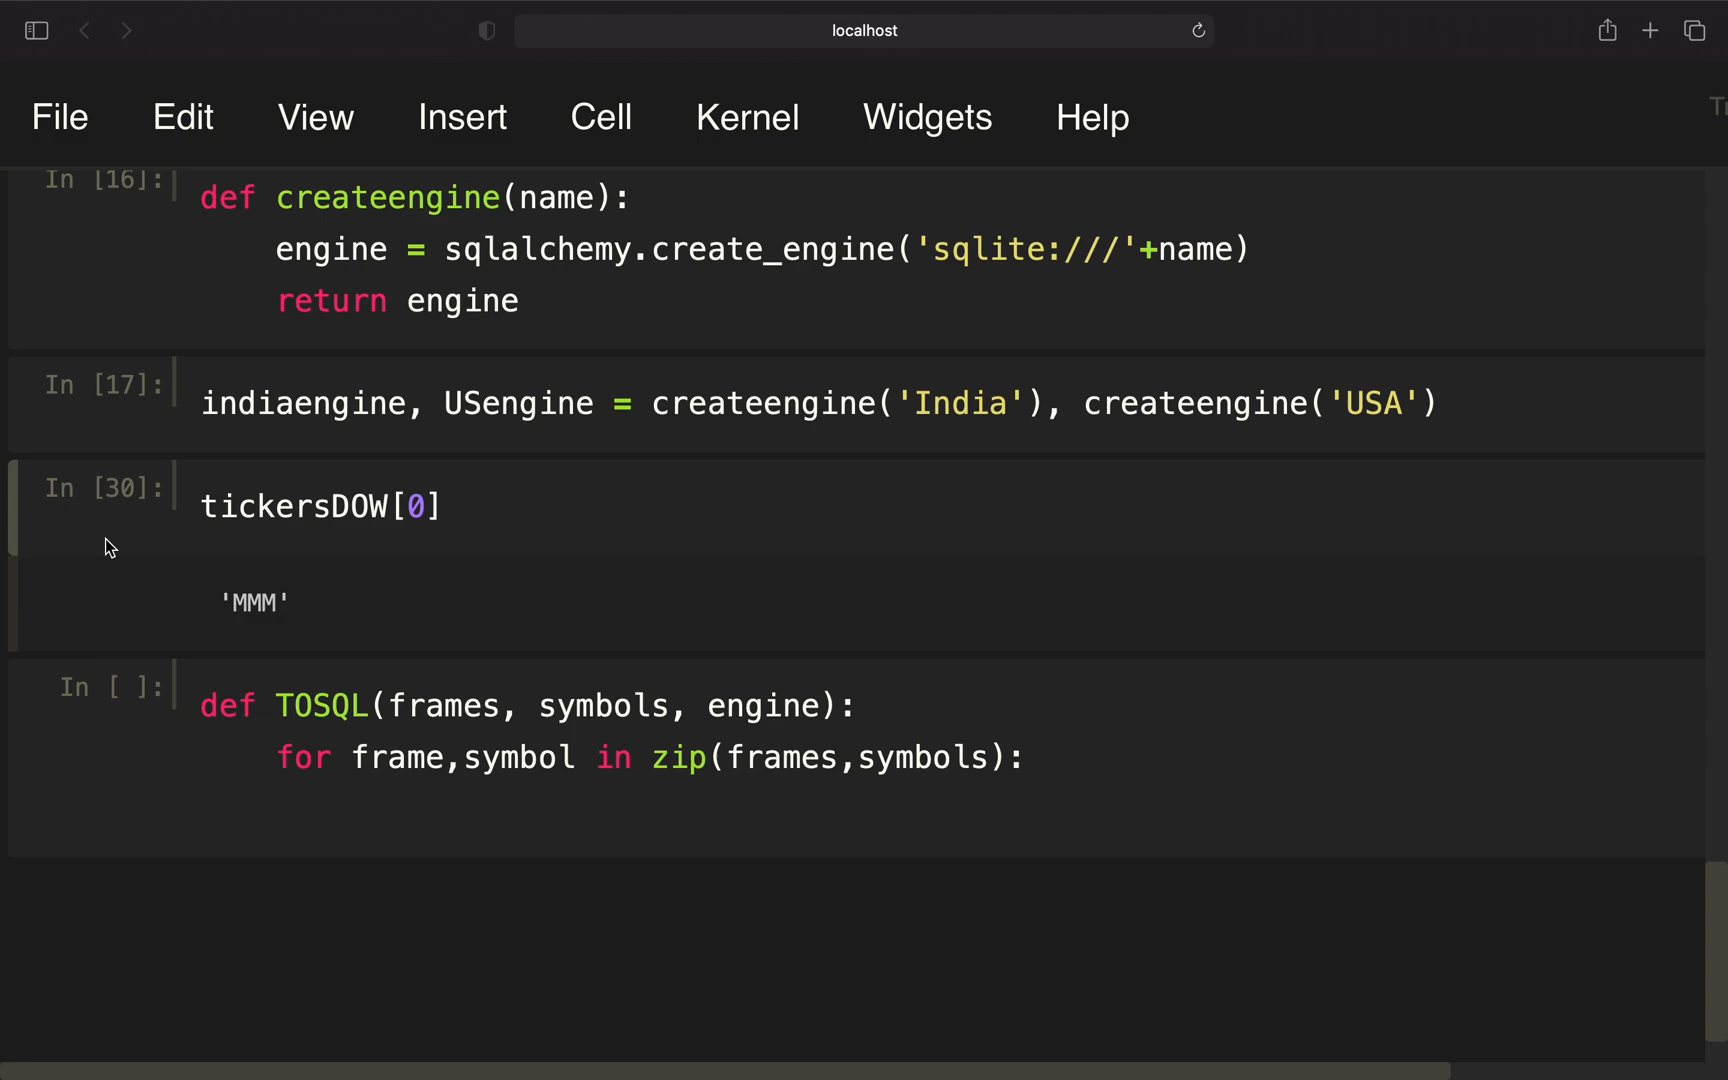 localhost
File Edit View Insert Cell Kernel Widgets Help
In [16]:
def createengine(name):
    engine = sqlalchemy.create_engine('sqlite:///'+name)
    return engine
In [17]:
indiaengine, USengine = createengine('India'), createengine('USA')
In [30]:
tickersDOW[0]
'MMM'
In [ ]:
def TOSQL(frames, symbols, engine):
    for frame,symbol in zip(frames,symbols):